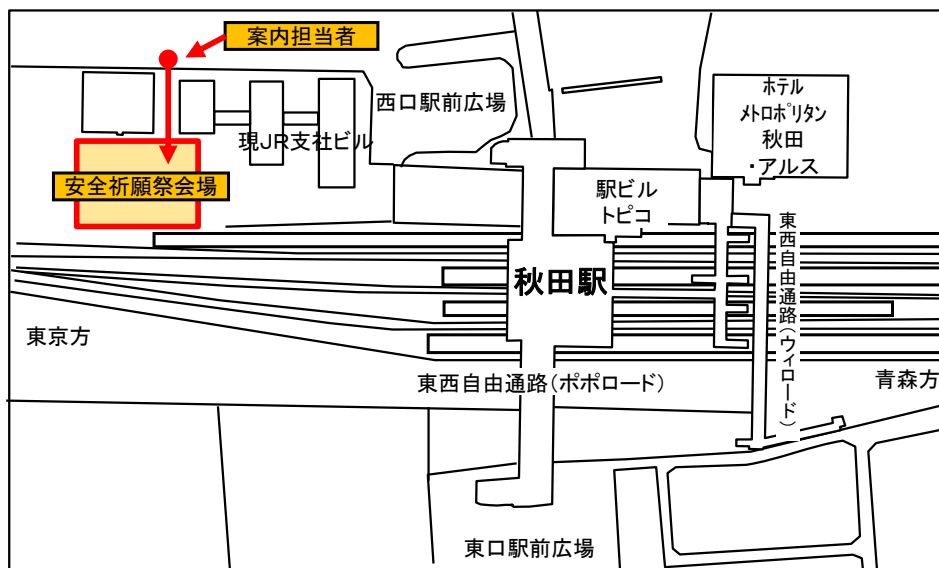 案内担当者
西口駅前広場
現JR支社ビル
安全祈願祭会場
ホテル
メトロポリタン
秋田
・アルス
駅ビル
トピコ
秋田駅
東西自由通路(ウィロード)
東京方
東西自由通路(ポポロード)
青森方
東口駅前広場